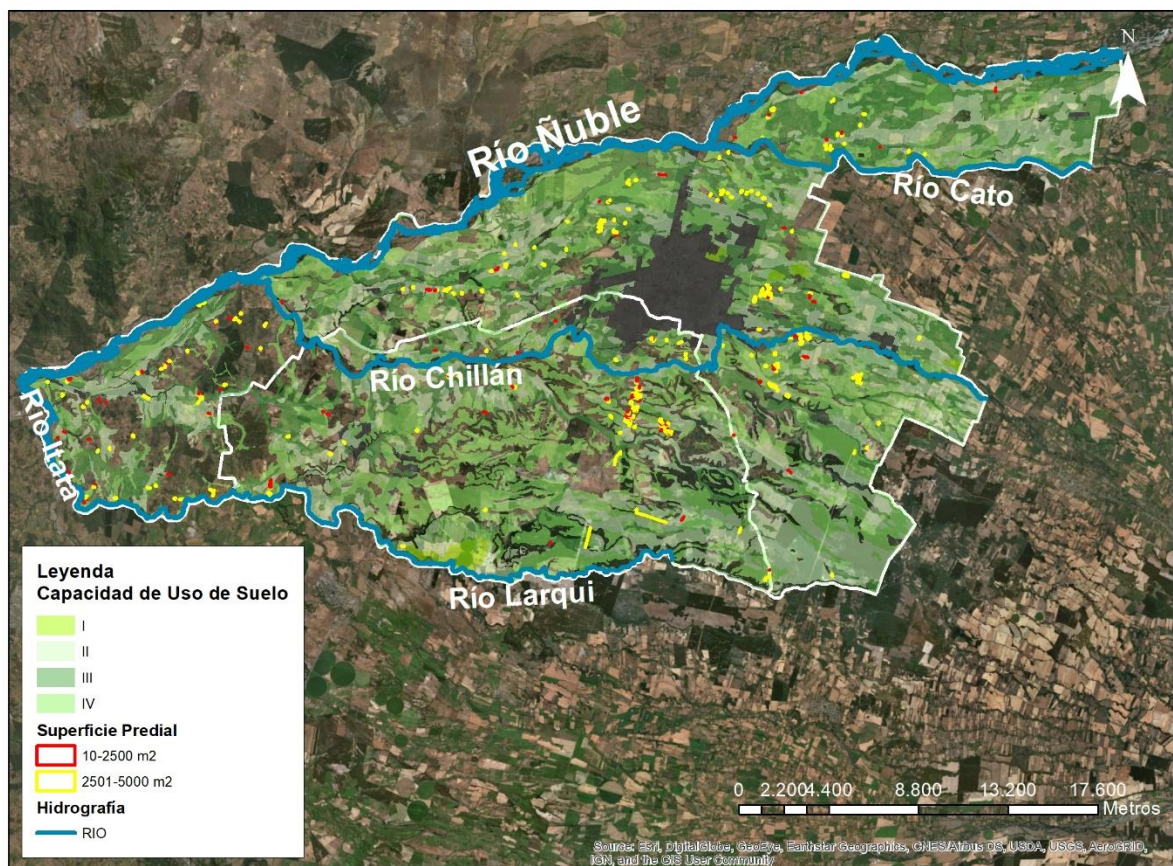 N
Río Ñuble
Río Cato
Río Chillán
Río Itata
Río Larqui
Leyenda
Capacidad de Uso de Suelo
I
II
III
IV
Superficie Predial
10-2500 m2
2501-5000 m2
Hidrografía
RIO
0 2.200 4.400 8.800 13.200 17.600
Metros
Source: Esri, DigitalGlobe, GeoEye, Earthstar Geographics, CNES/Airbus DS, USDA, USGS, AeroGRID,
IGN, and the GIS User Community